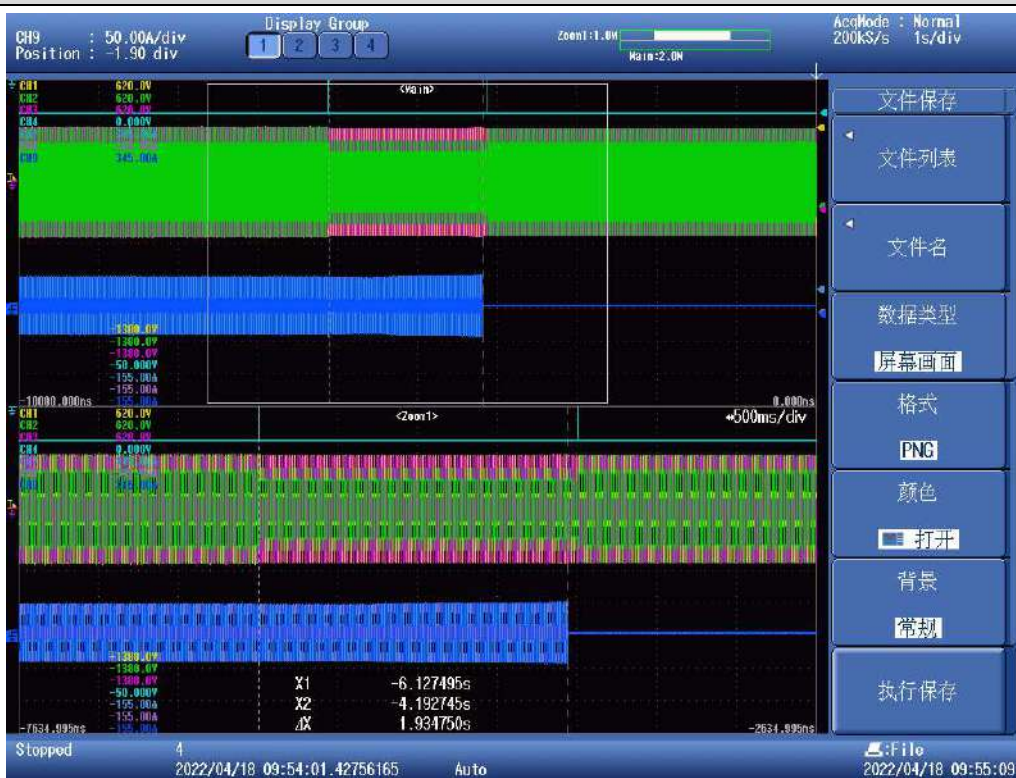 CH9 : 50.00A/div
Position : -1.90 div
Display Group
1 2 3 4
Zoom1:1.0M
Main:2.0M
AcqMode : Normal
200kS/s 1s/div
<Main>
CH1 620.0V
CH2 620.0V
CH4 0.000V
CH9 345.00A
-1380.0V
-1380.0V
-1380.0V
-50.000V
-155.00A
-155.00A
-155.00A
-10000.000ms
0.000ns
<Zoom1>
500ms/div
CH1 620.0V
CH2 620.0V
CH4 0.000V
-1380.0V
-1380.0V
-1380.0V
-50.000V
-155.00A
-155.00A
-155.00A
X1 -6.127495s
X2 -4.192745s
ΔX 1.934750s
-7634.995ms
-2634.995ms
文件保存
文件列表
文件名
数据类型
屏幕画面
格式
PNG
颜色
打开
背景
常规
执行保存
Stopped 4
2022/04/18 09:54:01.42756165 Auto
:File
2022/04/18 09:55:09